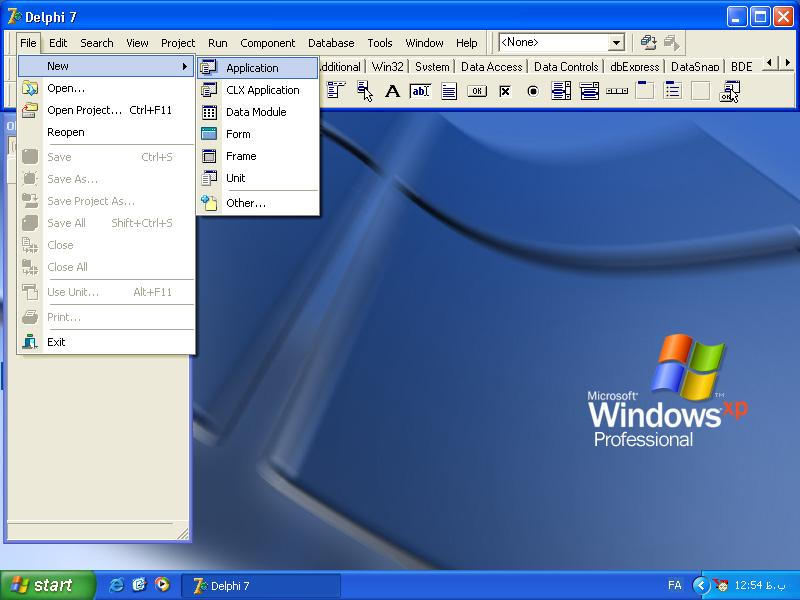 Delphi 7
File Edit Search View Project Run Component Database Tools Window Help <None>
New
Open...
Open Project... Ctrl+F11
Reopen
Save Ctrl+S
Save As...
Save Project As...
Save All Shift+Ctrl+S
Close
Close All
Use Unit... Alt+F11
Print...
Exit
Application
CLX Application
Data Module
Form
Frame
Unit
Other...
dditional Win32 System Data Access Data Controls dbExpress DataSnap BDE
A ab OK
Microsoft
Windows xp
Professional
TM
start Delphi 7 FA 12:54 ب.ظ